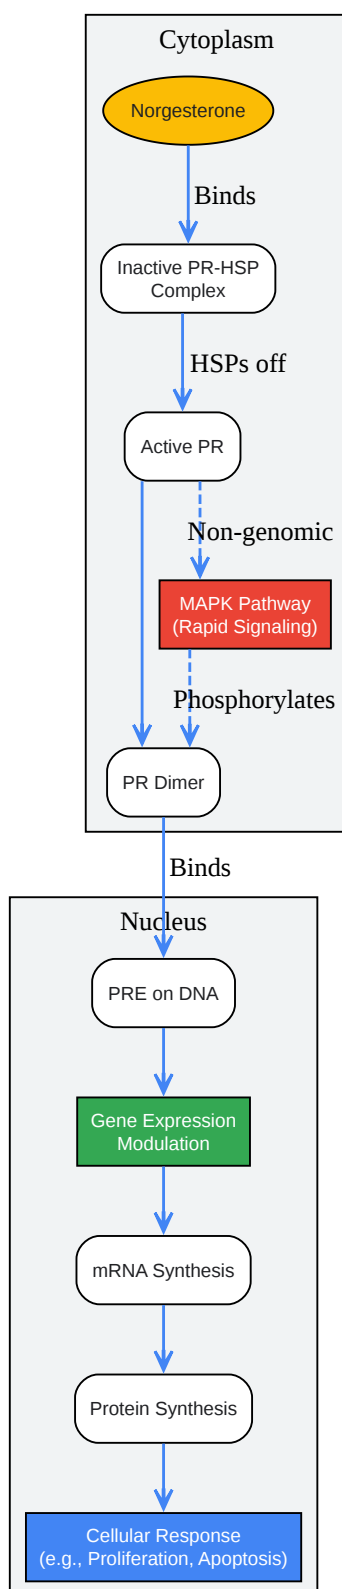 Cytoplasm
Norgesterone
Binds
Inactive PR-HSP
Complex
HSPs off
Active PR
Non-genomic
MAPK Pathway
(Rapid Signaling)
Phosphorylates
PR Dimer
Binds
Nucleus
PRE on DNA
Gene Expression
Modulation
mRNA Synthesis
Protein Synthesis
Cellular Response
(e.g., Proliferation, Apoptosis)